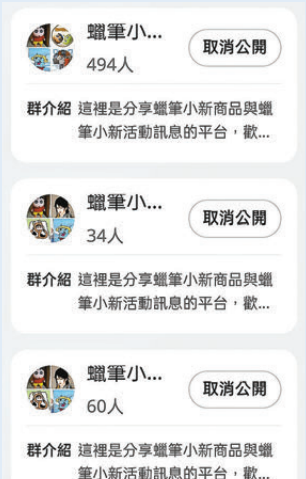 蠟筆小...
取消公開
494人
群介紹 這裡是分享蠟筆小新商品與蠟
筆小新活動訊息的平台，歡...
蠟筆小...
取消公開
34人
群介紹 這裡是分享蠟筆小新商品與蠟
筆小新活動訊息的平台，歡...
蠟筆小...
取消公開
60人
群介紹 這裡是分享蠟筆小新商品與蠟
筆小新活動訊息的平台，歡...